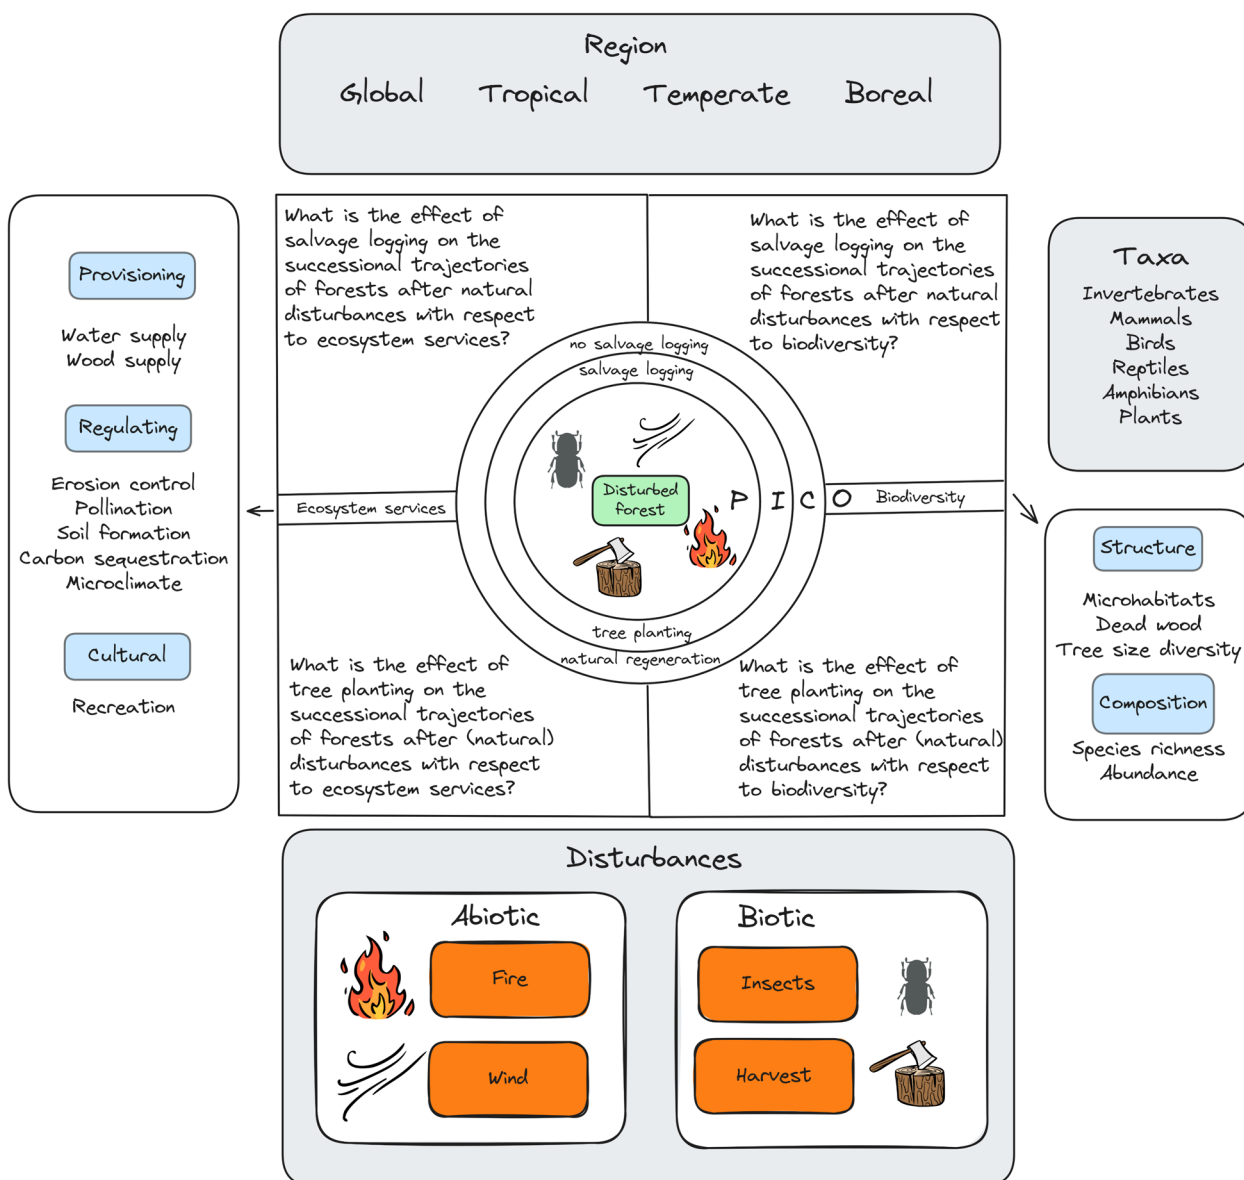 Region
Global Tropical Temperate Boreal
What is the effect of
salvage logging on the
successional trajectories
of forests after natural
disturbances with respect
to ecosystem services?
What is the effect of
salvage logging on the
successional trajectories
of forests after natural
disturbances with respect
to biodiversity?
Provisioning
Water supply
Wood supply
Regulating
Erosion control
Pollination
Soil formation
Carbon sequestration
Microclimate
Cultural
Recreation
no salvage logging
salvage logging
Disturbed
forest
P I C O
Ecosystem services
Biodiversity
tree planting
natural regeneration
Taxa
Invertebrates
Mammals
Birds
Reptiles
Amphibians
Plants
Structure
Microhabitats
Dead wood
Tree size diversity
Composition
Species richness
Abundance
What is the effect of
tree planting on the
successional trajectories
of forests after (natural)
disturbances with respect
to ecosystem services?
What is the effect of
tree planting on the
successional trajectories
of forests after (natural)
disturbances with respect
to biodiversity?
Disturbances
Abiotic
Fire
Wind
Biotic
Insects
Harvest